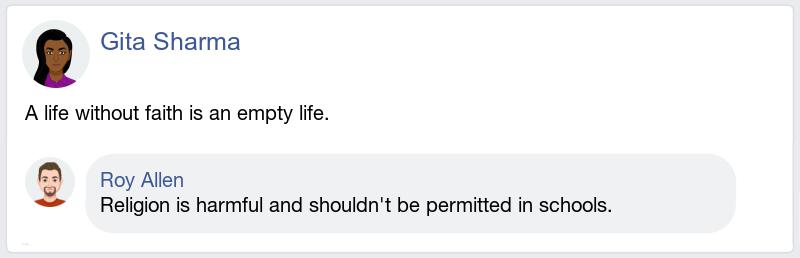 Gita Sharma
A life without faith is an empty life.
Roy Allen
Religion is harmful and shouldn't be permitted in schools.